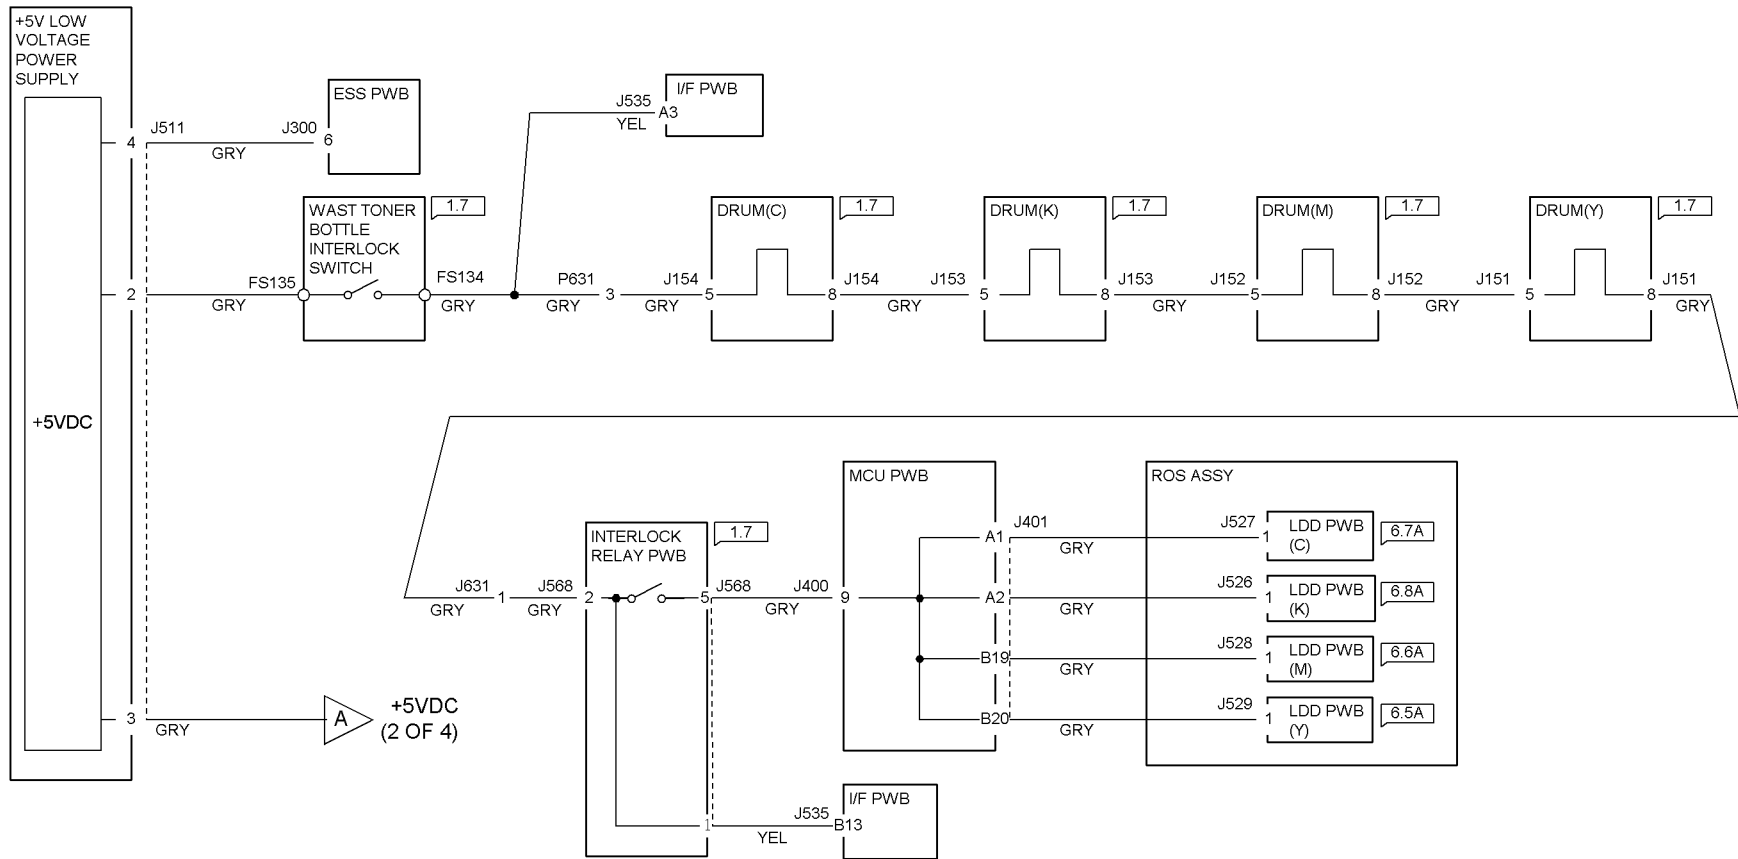 +5V LOW
VOLTAGE
POWER
SUPPLY
+5VDC
4
J511
GRY
J300
6
ESS PWB
J535
YEL
A3
I/F PWB
2
GRY
FS135
WAST TONER
BOTTLE
INTERLOCK
SWITCH
1.7
FS134
GRY
P631
GRY
3
J154
GRY
5
DRUM(C)
1.7
8
J154
GRY
J153
5
DRUM(K)
1.7
8
J153
GRY
J152
5
DRUM(M)
1.7
8
J152
GRY
J151
5
DRUM(Y)
1.7
8
J151
GRY
3
GRY
A
+5VDC
(2 OF 4)
J631
GRY
1
J568
GRY
2
INTERLOCK
RELAY PWB
1.7
5
J568
GRY
J400
9
MCU PWB
A1
J401
GRY
A2
GRY
B19
GRY
B20
GRY
ROS ASSY
J527
1
LDD PWB
(C)
6.7A
J526
1
LDD PWB
(K)
6.8A
J528
1
LDD PWB
(M)
6.6A
J529
1
LDD PWB
(Y)
6.5A
1
YEL
J535
B13
I/F PWB